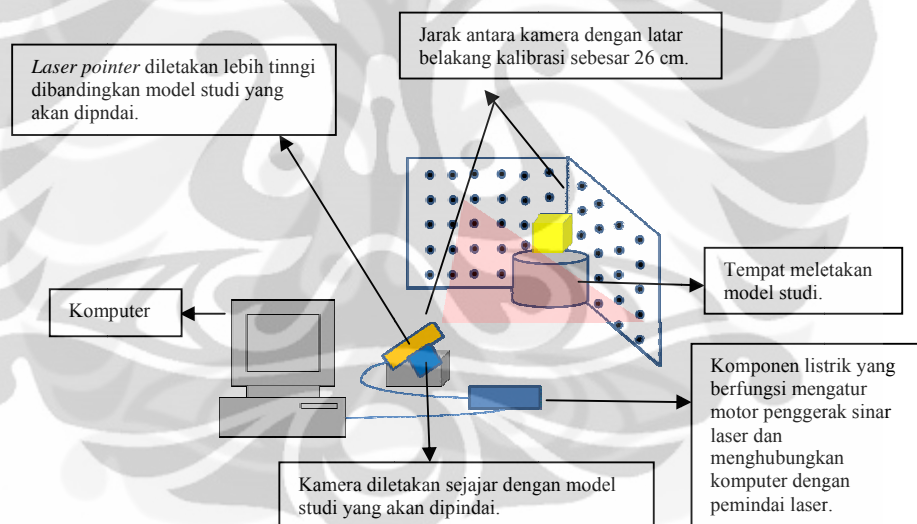 Jarak antara kamera dengan latar
belakang kalibrasi sebesar 26 cm.
Laser pointer diletakan lebih tinngi
dibandingkan model studi yang
akan dipndai.
Tempat meletakan
model studi.
Komputer
Komponen listrik yang
berfungsi mengatur
motor penggerak sinar
laser dan
menghubungkan
komputer dengan
pemindai laser.
Kamera diletakan sejajar dengan model
studi yang akan dipindai.